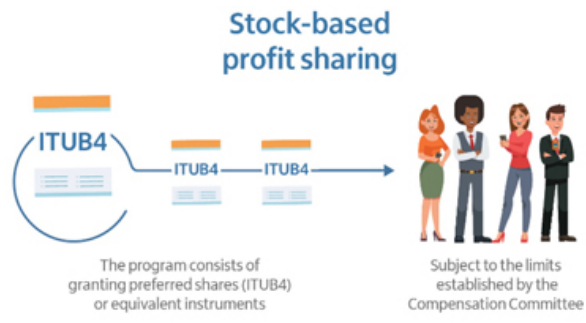 Stock-based
profit sharing
ITUB4
ITUB4
ITUB4
The program consists of
granting preferred shares (ITUB4)
or equivalent instruments
Subject to the limits
established by the
Compensation Committee